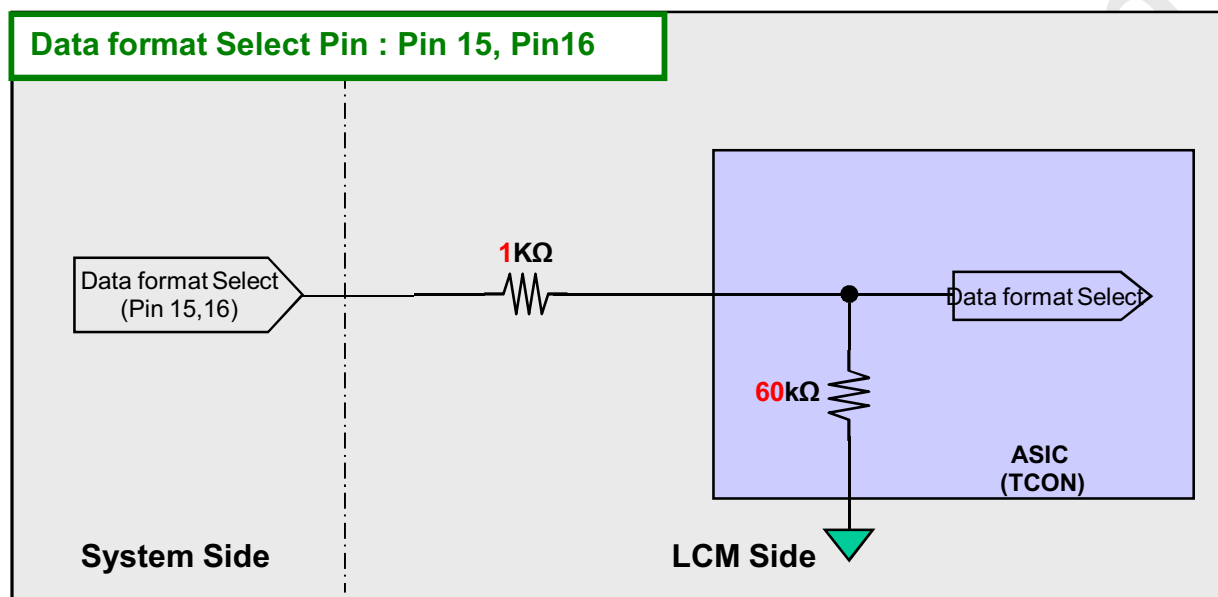 Data format Select Pin : Pin 15, Pin16
1KΩ
Data format Select
(Pin 15,16)
Data format Select
60kΩ
ASIC
(TCON)
System Side
LCM Side